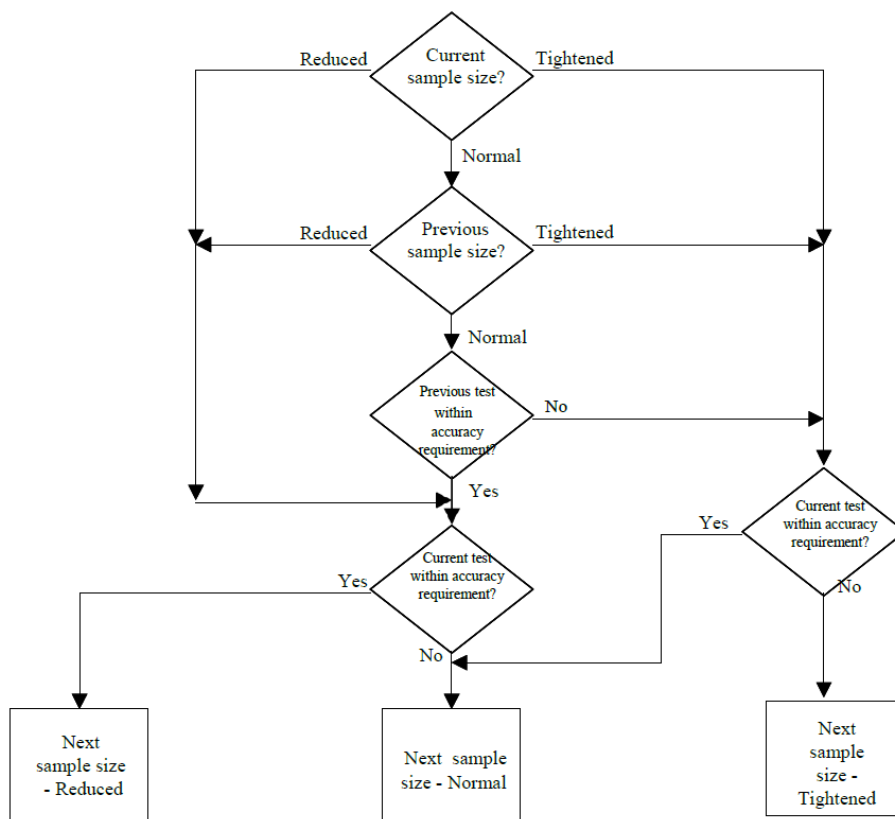 Reduced
Current
sample size?
Tightened
Normal
Reduced
Previous
sample size?
Tightened
Normal
Previous test
within
accuracy
requirement?
No
Yes
Current test
within accuracy
requirement?
Yes
No
Current test
within accuracy
requirement?
Yes
No
Next
sample size
- Reduced
Next sample
size - Normal
Next
sample
size -
Tightened